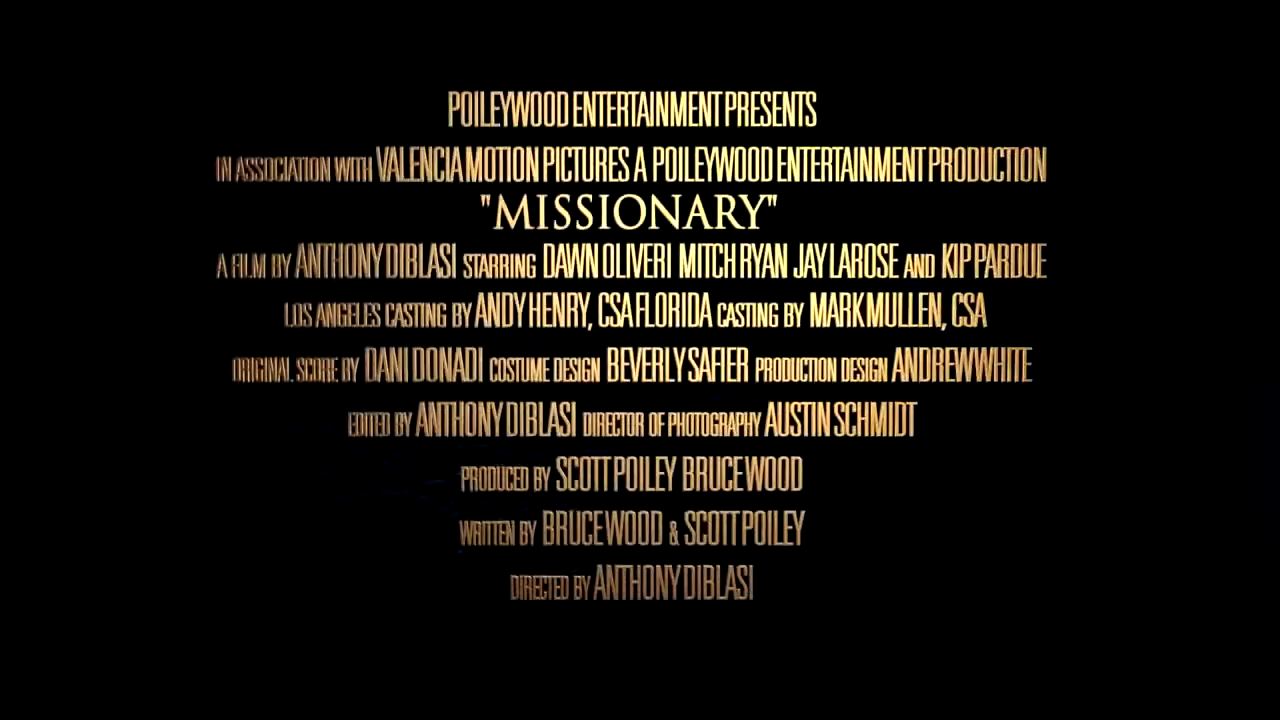 POILEYWOOD ENTERTAINMENT PRESENTS
IN ASSOCIATION WITH VALENCIA MOTION PICTURES A POILEYWOOD ENTERTAINMENT PRODUCTION
"MISSIONARY"
A FILM BY ANTHONY DIBLASI STARRING DAWN OLIVERI MITCH RYAN JAY LAROSE AND KIP PARDUE
LOS ANGELES CASTING BY ANDY HENRY, CSA FLORIDA CASTING BY MARK MULLEN, CSA
ORIGINAL SCORE BY DANI DONADI COSTUME DESIGN BEVERLY SAFIER PRODUCTION DESIGN ANDREW WHITE
EDITED BY ANTHONY DIBLASI DIRECTOR OF PHOTOGRAPHY AUSTIN SCHMIDT
PRODUCED BY SCOTT POILEY BRUCE WOOD
WRITTEN BY BRUCE WOOD & SCOTT POILEY
DIRECTED BY ANTHONY DIBLASI